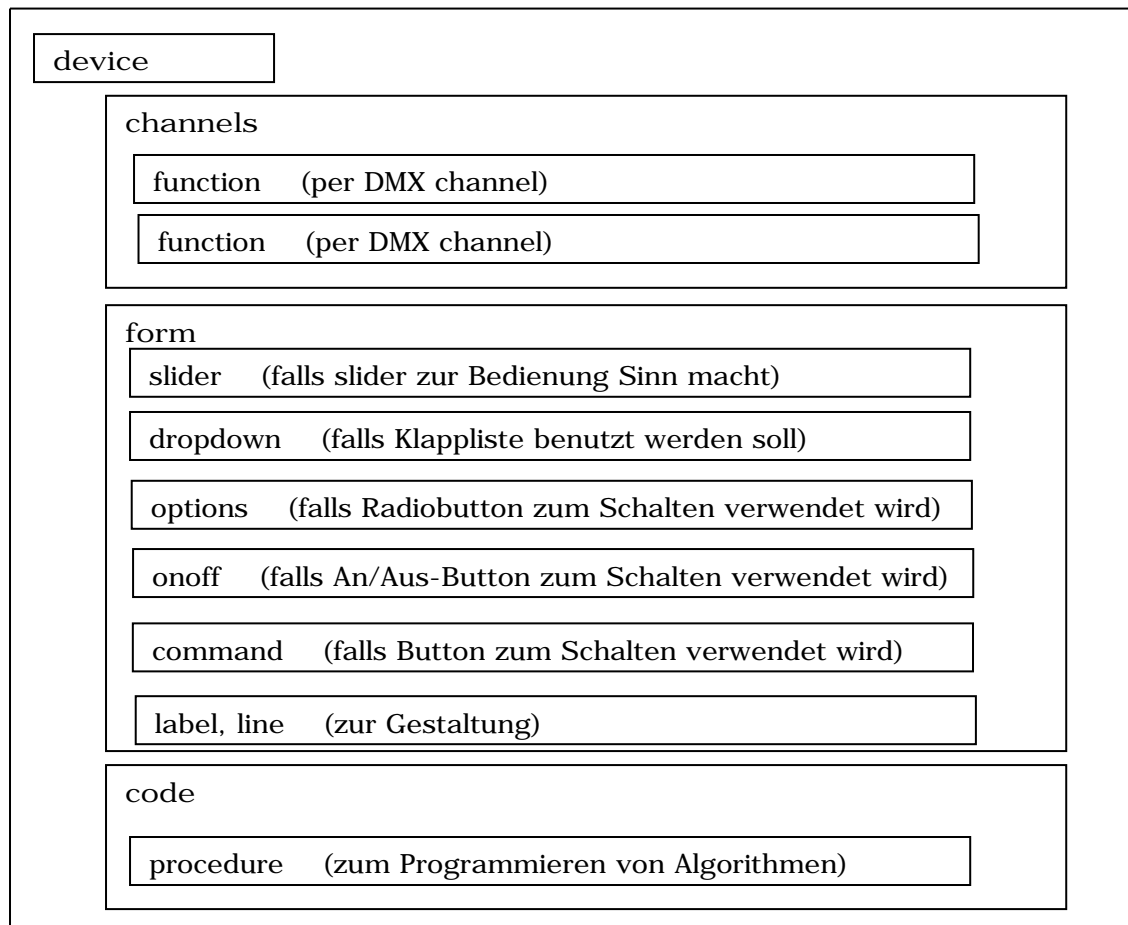 device
channels
function (per DMX channel)
function (per DMX channel)
form
slider (falls slider zur Bedienung Sinn macht)
dropdown (falls Klappliste benutzt werden soll)
options (falls Radiobutton zum Schalten verwendet wird)
onoff (falls An/Aus-Button zum Schalten verwendet wird)
command (falls Button zum Schalten verwendet wird)
label, line (zur Gestaltung)
code
procedure (zum Programmieren von Algorithmen)